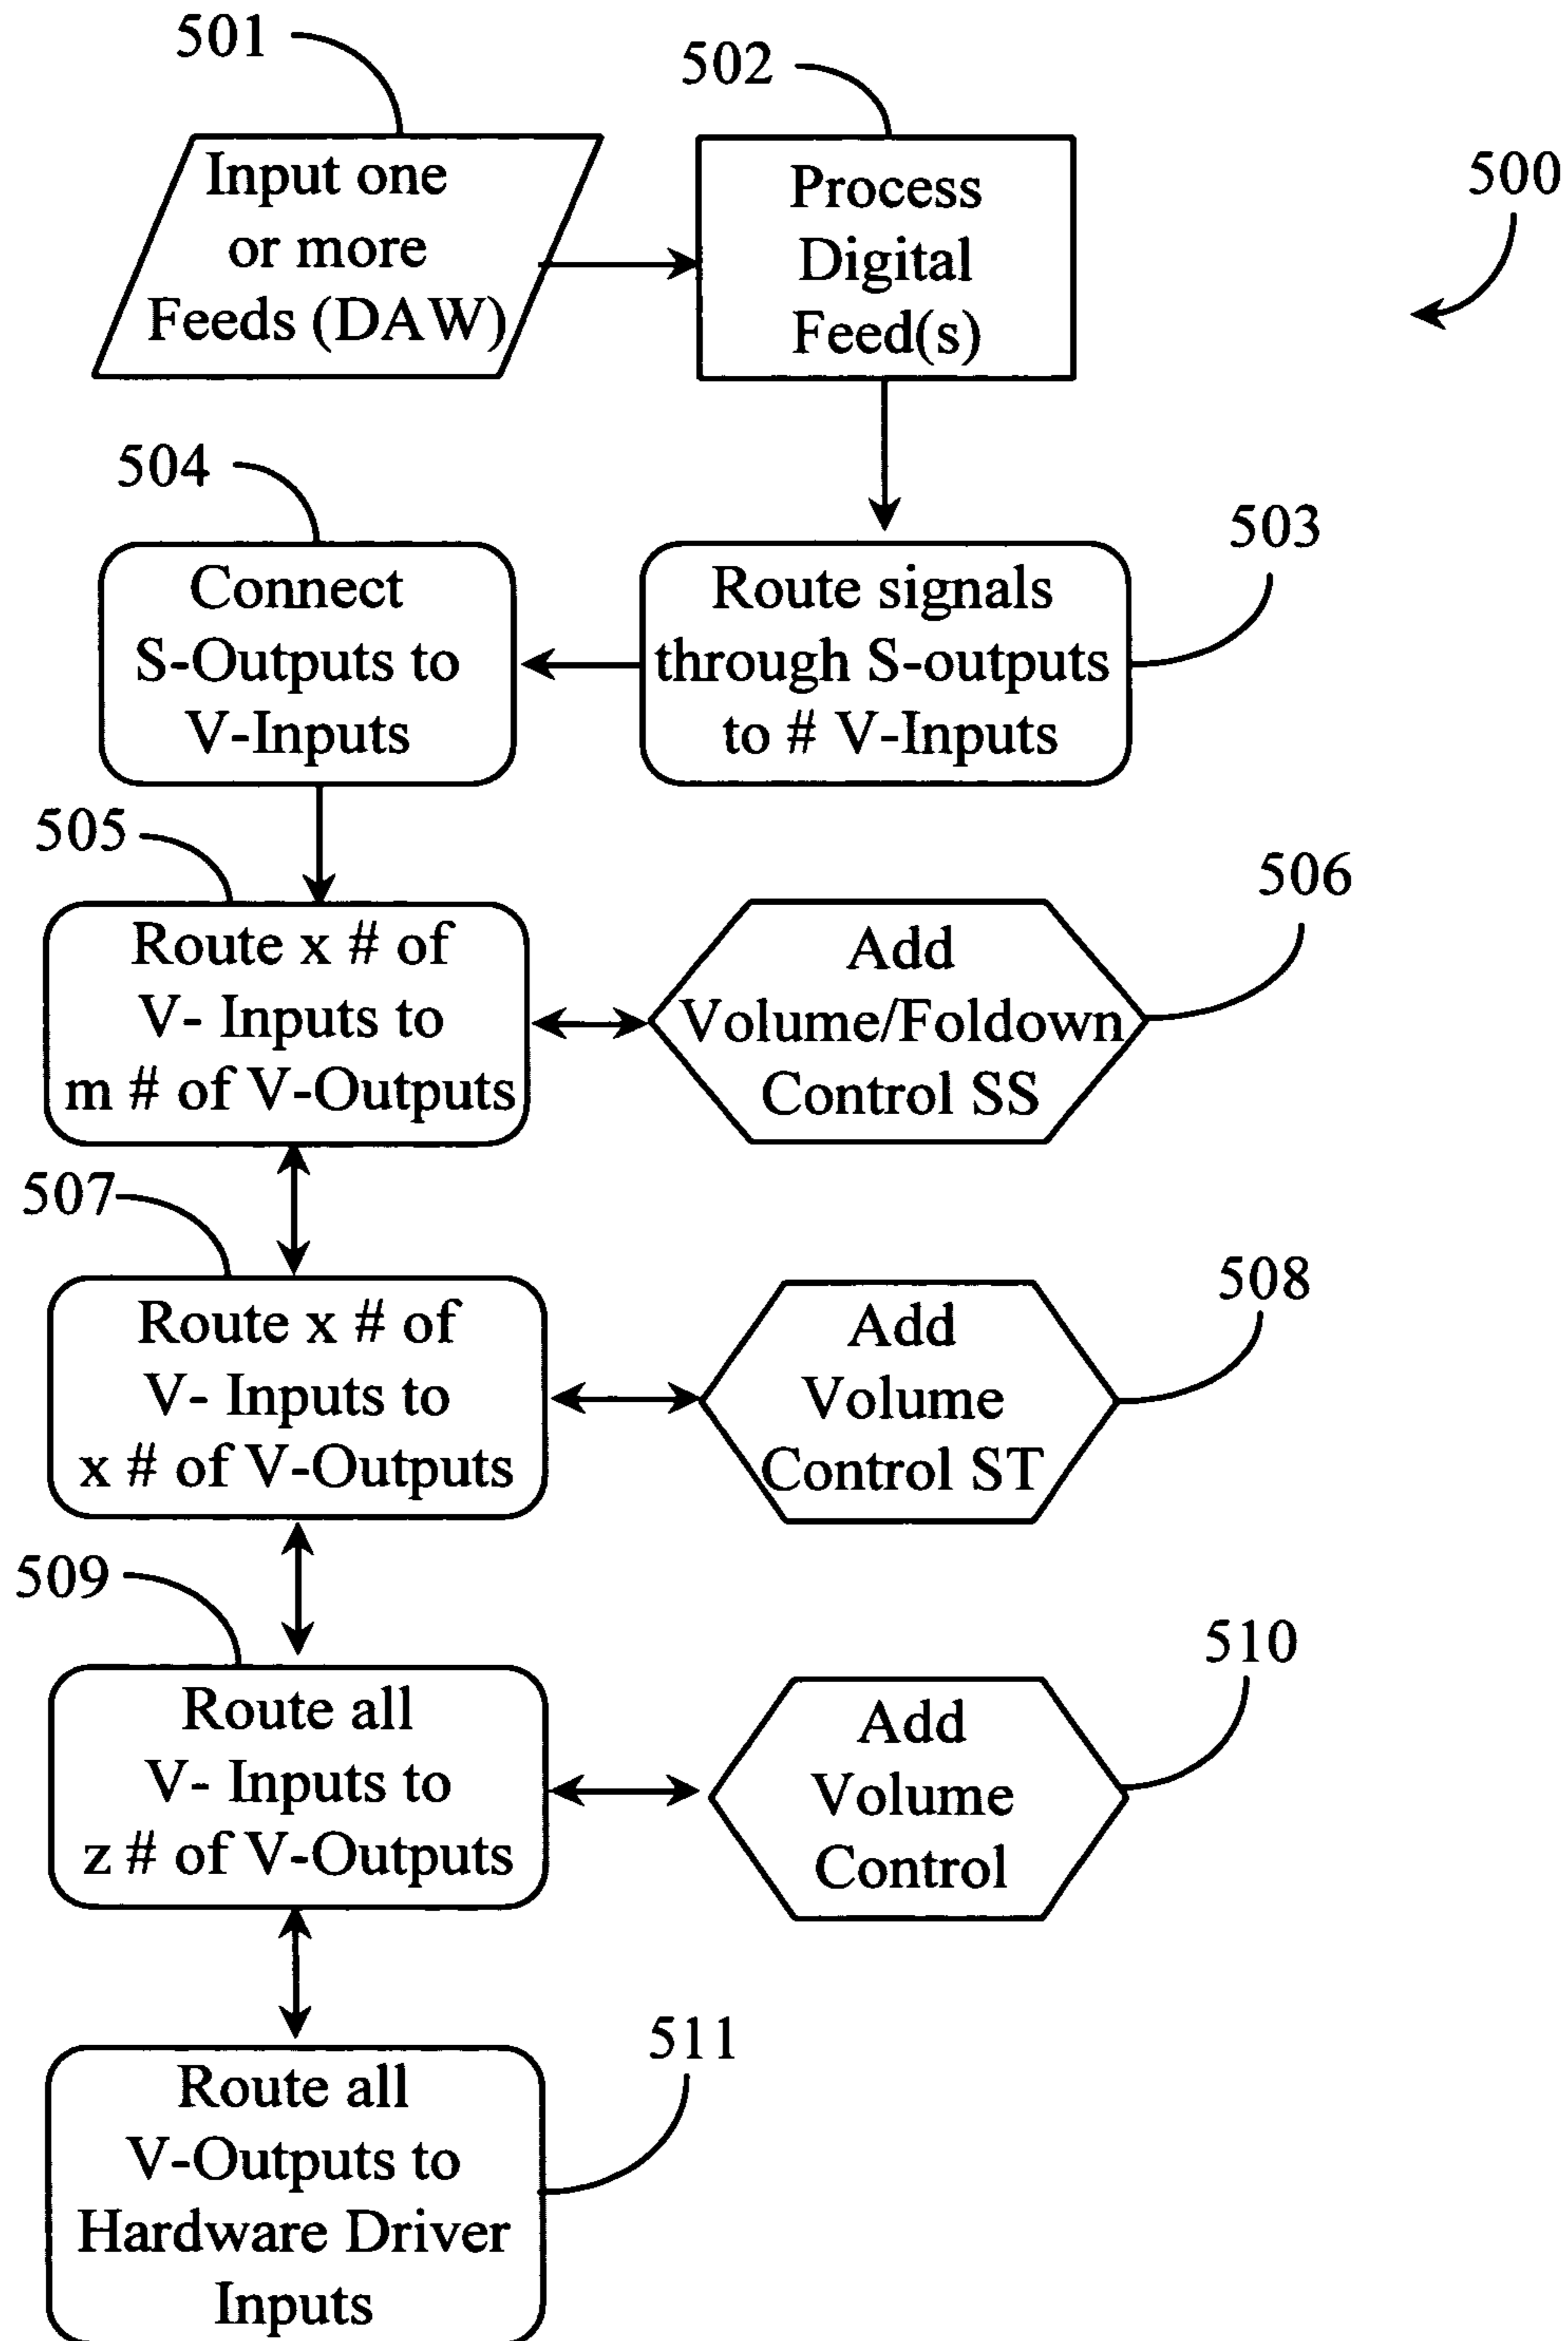 501
502
500
Input one
or more
Feeds (DAW)
Process
Digital
Feed(s)
504
503
Connect
S-Outputs to
V-Inputs
Route signals
through S-outputs
to # V-Inputs
505
506
Route x # of
V- Inputs to
m # of V-Outputs
Add
Volume/Foldown
Control SS
507
508
Route x # of
V- Inputs to
x # of V-Outputs
Add
Volume
Control ST
509
510
Route all
V- Inputs to
z # of V-Outputs
Add
Volume
Control
511
Route all
V-Outputs to
Hardware Driver
Inputs